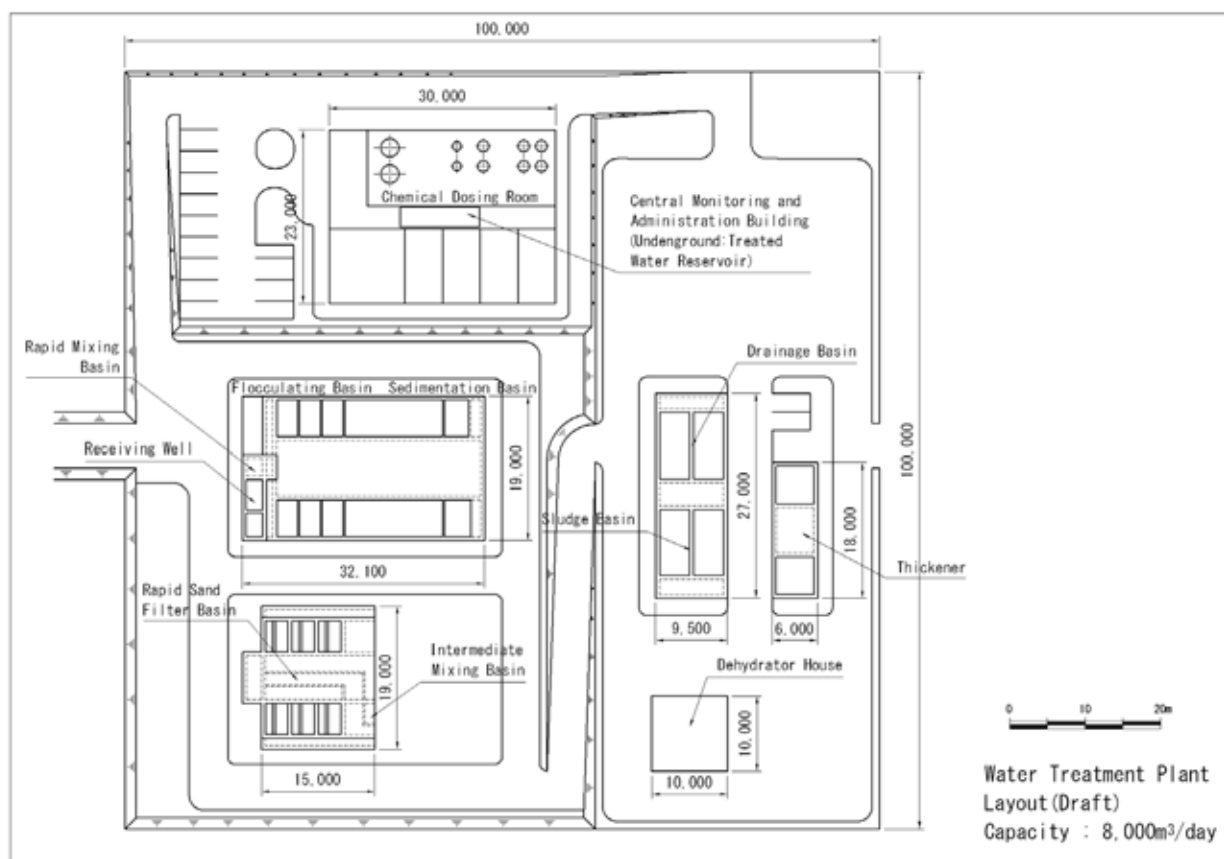 100,000
30,000
Chemical Dosing Room
23,000
Central Monitoring and
Administration Building
(Undenground:Treated
Water Reservoir)
Rapid Mixing
Basin
Flocculating Basin Sedimentation Basin
Drainage Basin
Receiving Well
19,000
100,000
27,000
18,000
Sludge Basin
Thickener
32.100
Rapid Sand
Filter Basin
9,500
6,000
Intermediate
Mixing Basin
19,000
Dehydrator House
10,000
10,000
15,000
0 10 20m
Water Treatment Plant
Layout(Draft)
Capacity : 8,000m³/day